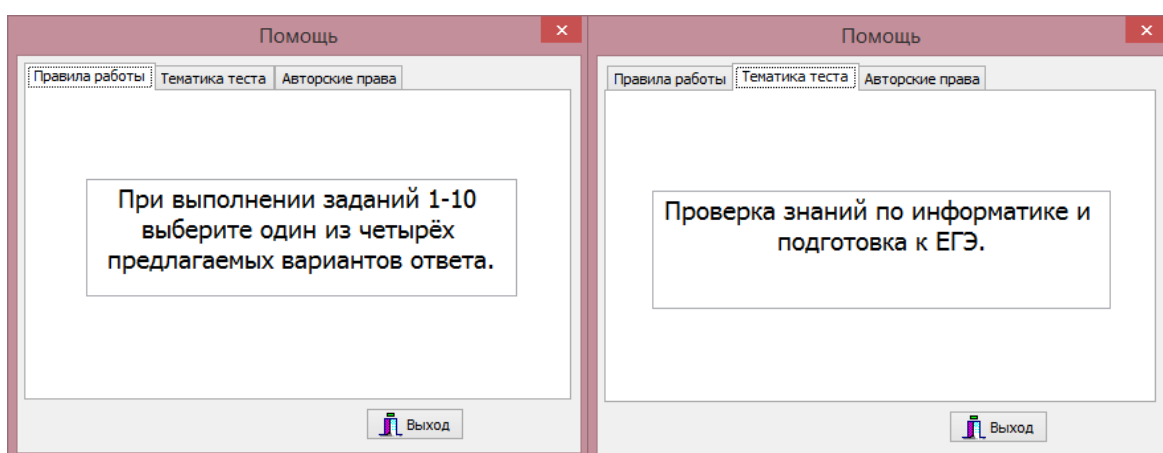 Помощь
Правила работы Тематика теста Авторские права
При выполнении заданий 1-10
выберите один из четырёх
предлагаемых вариантов ответа.
Выход
Помощь
Правила работы Тематика теста Авторские права
Проверка знаний по информатике и
подготовка к ЕГЭ.
Выход